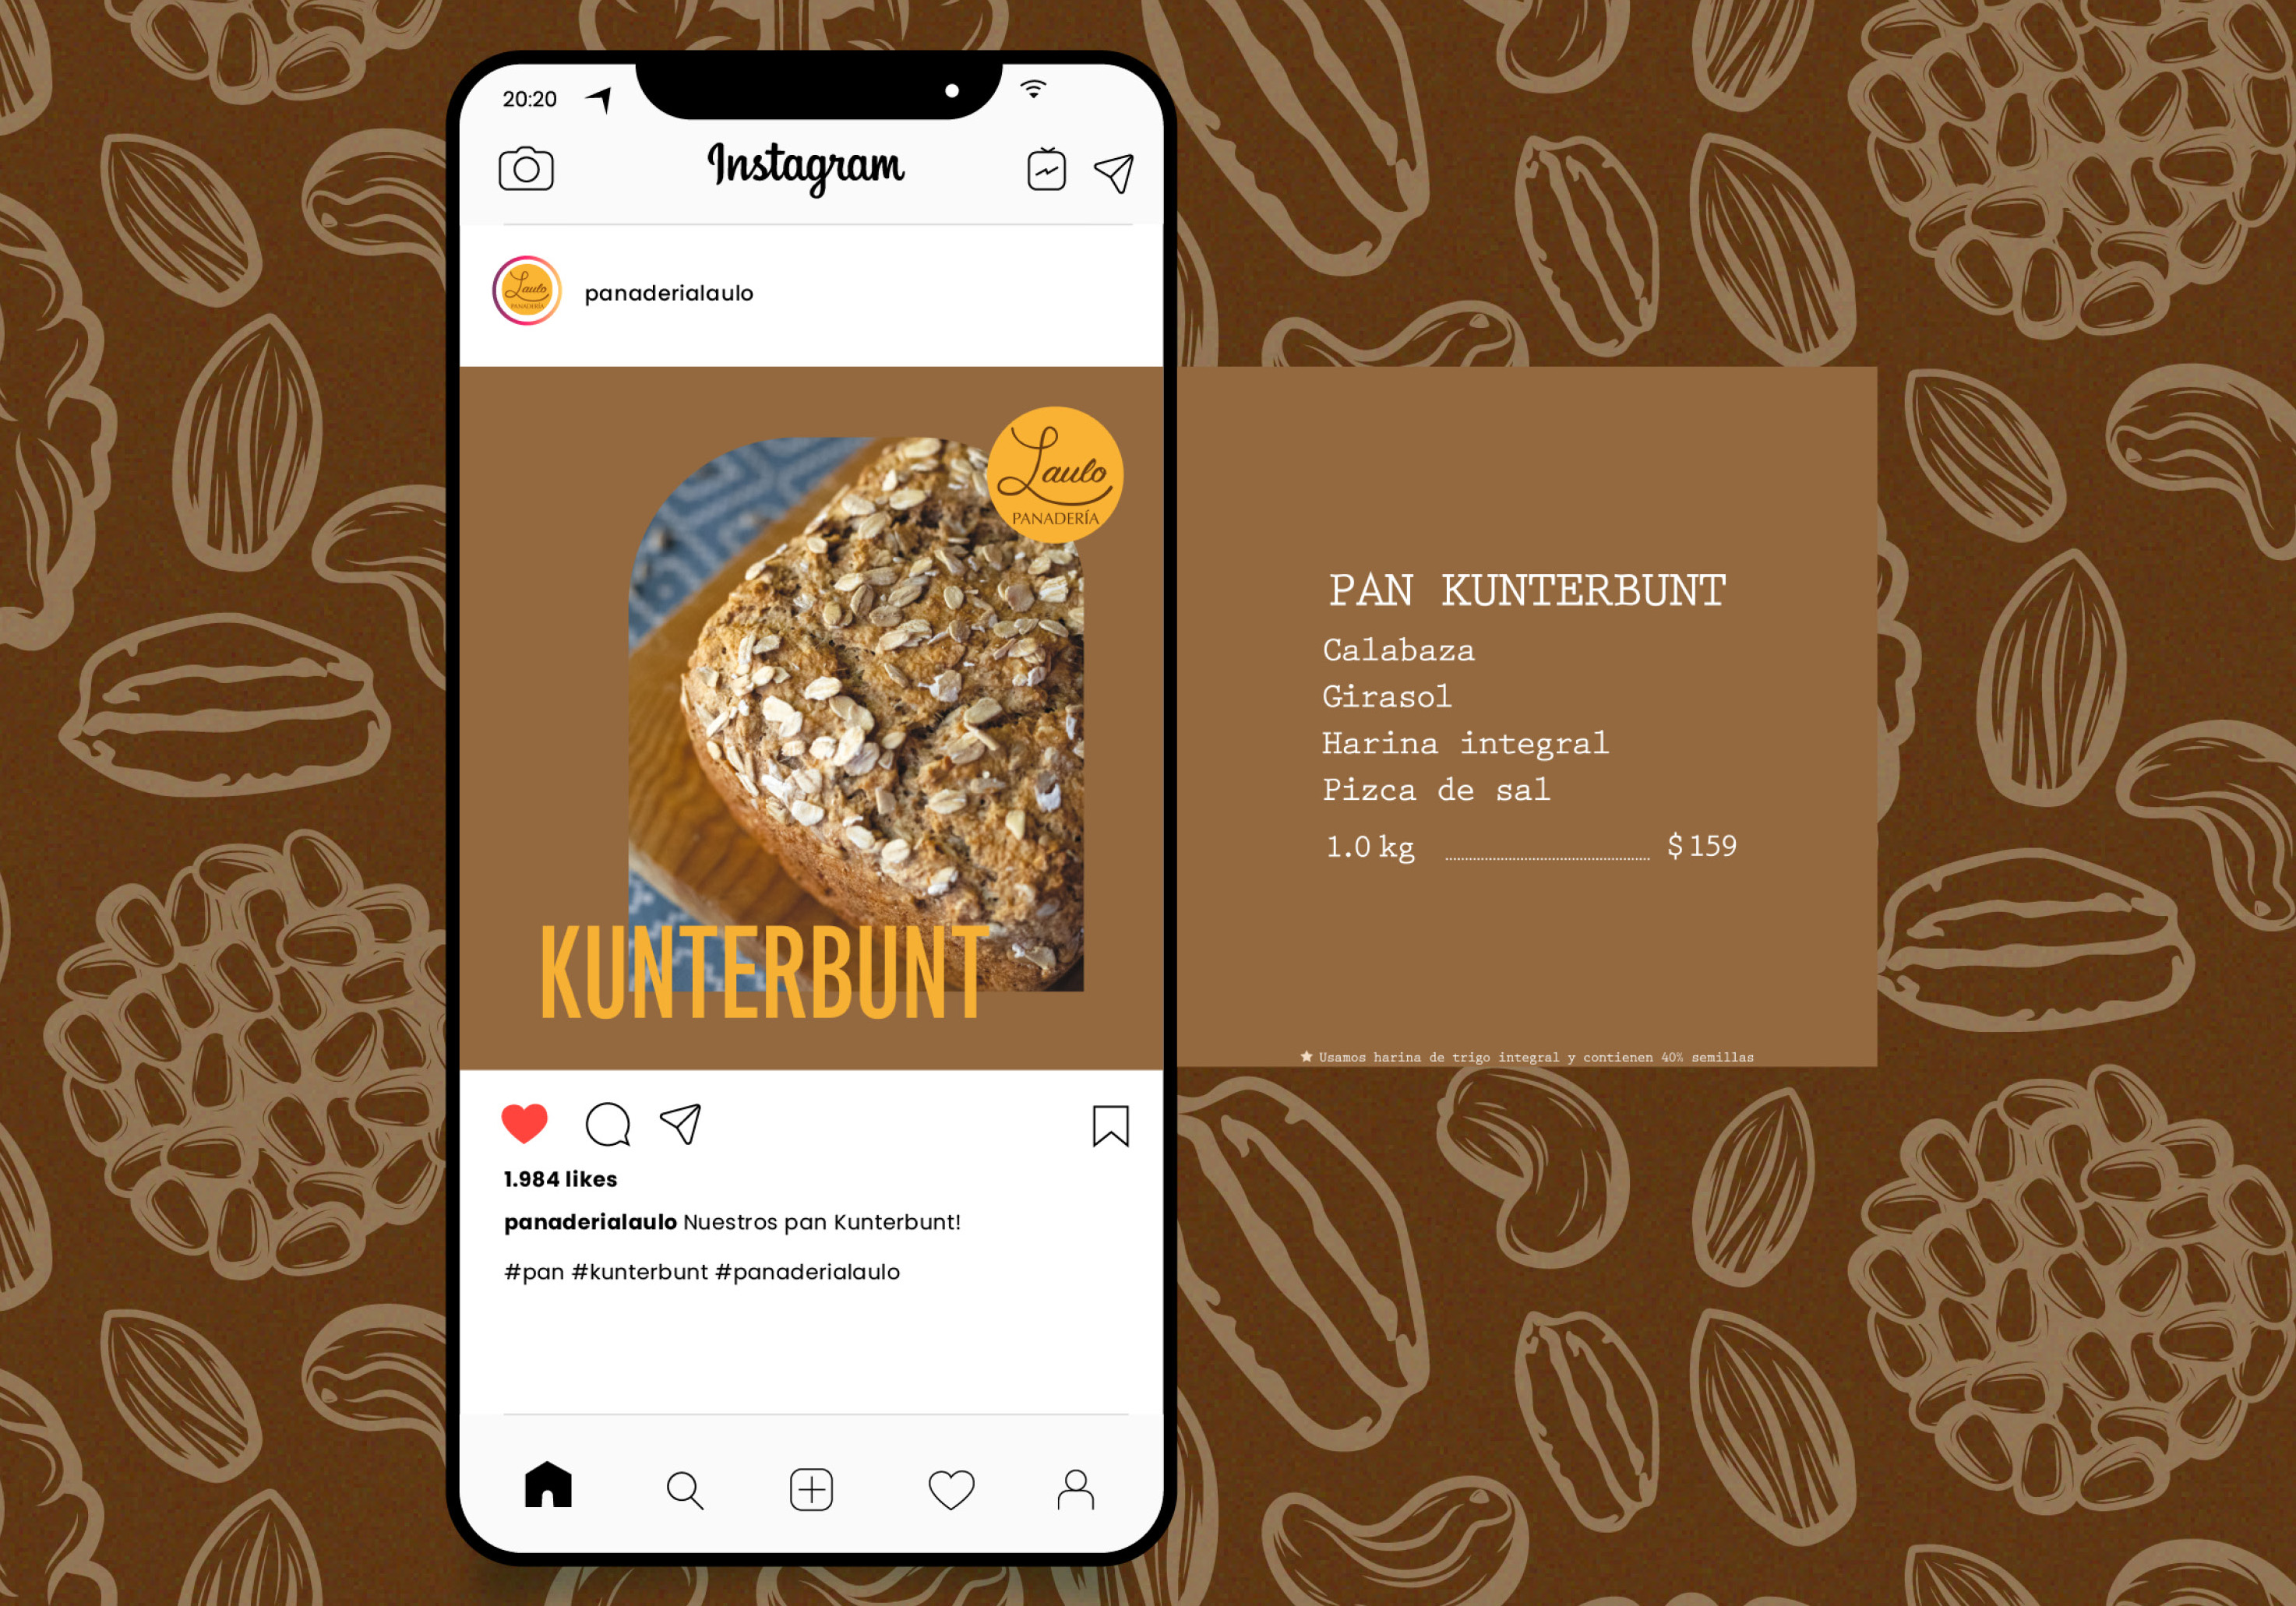 20:20
Instagram
Laulo
PANADERÍA
panaderialaulo
Laulo
PANADERÍA
KUNTERBUNT
1.984 likes
panaderialaulo Nuestros pan Kunterbunt!
#pan #kunterbunt #panaderialaulo
PAN KUNTERBUNT
Calabaza
Girasol
Harina integral
Pizca de sal
1.0 kg ........ $ 159
★ Usamos harina de trigo integral y contienen 40% semillas